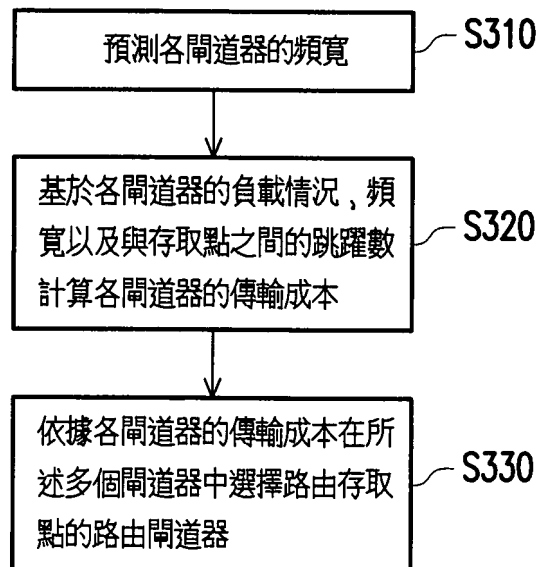 預測各閘道器的頻寬
S310
基於各閘道器的負載情況、頻
寬以及與存取點之間的跳躍數
計算各閘道器的傳輸成本
S320
依據各閘道器的傳輸成本在所
述多個閘道器中選擇路由存取
點的路由閘道器
S330